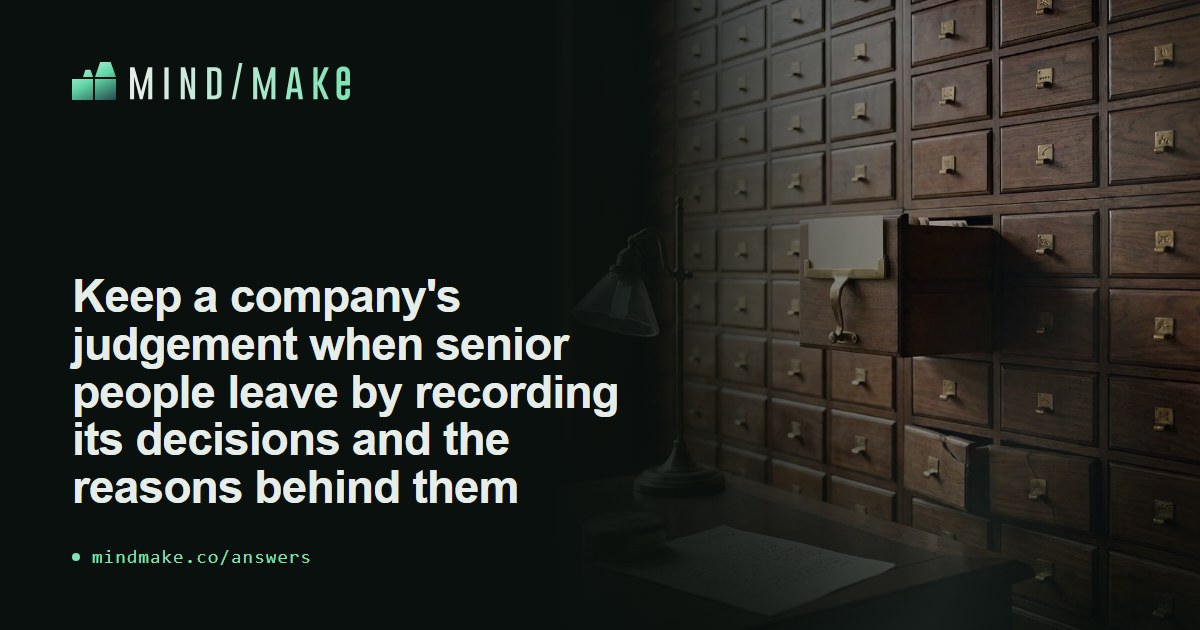 MIND/MAKE
Keep a company's
judgement when senior
people leave by recording
its decisions and the
reasons behind them
mindmake.co/answers